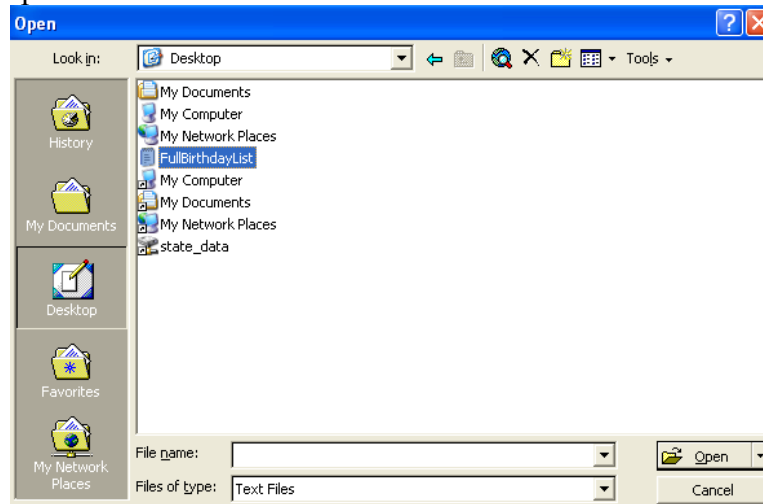 Open
Look in:
Desktop
Tools
History
My Documents
Desktop
Favorites
My Network
Places
My Documents
My Computer
My Network Places
FullBirthdayList
My Computer
My Documents
My Network Places
state_data
File name:
Open
Files of type:
Text Files
Cancel